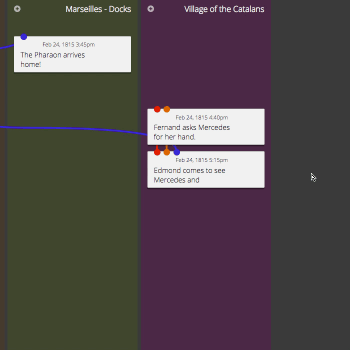 Marseilles - Docks
Village of the Catalans
Feb 24, 1815 3:45pm
The Pharaon arrives
home!
Feb 24, 1815 4:40pm
Fernand asks Mercedes
for her hand.
Feb 24, 1815 5:15pm
Edmond comes to see
Mercedes and